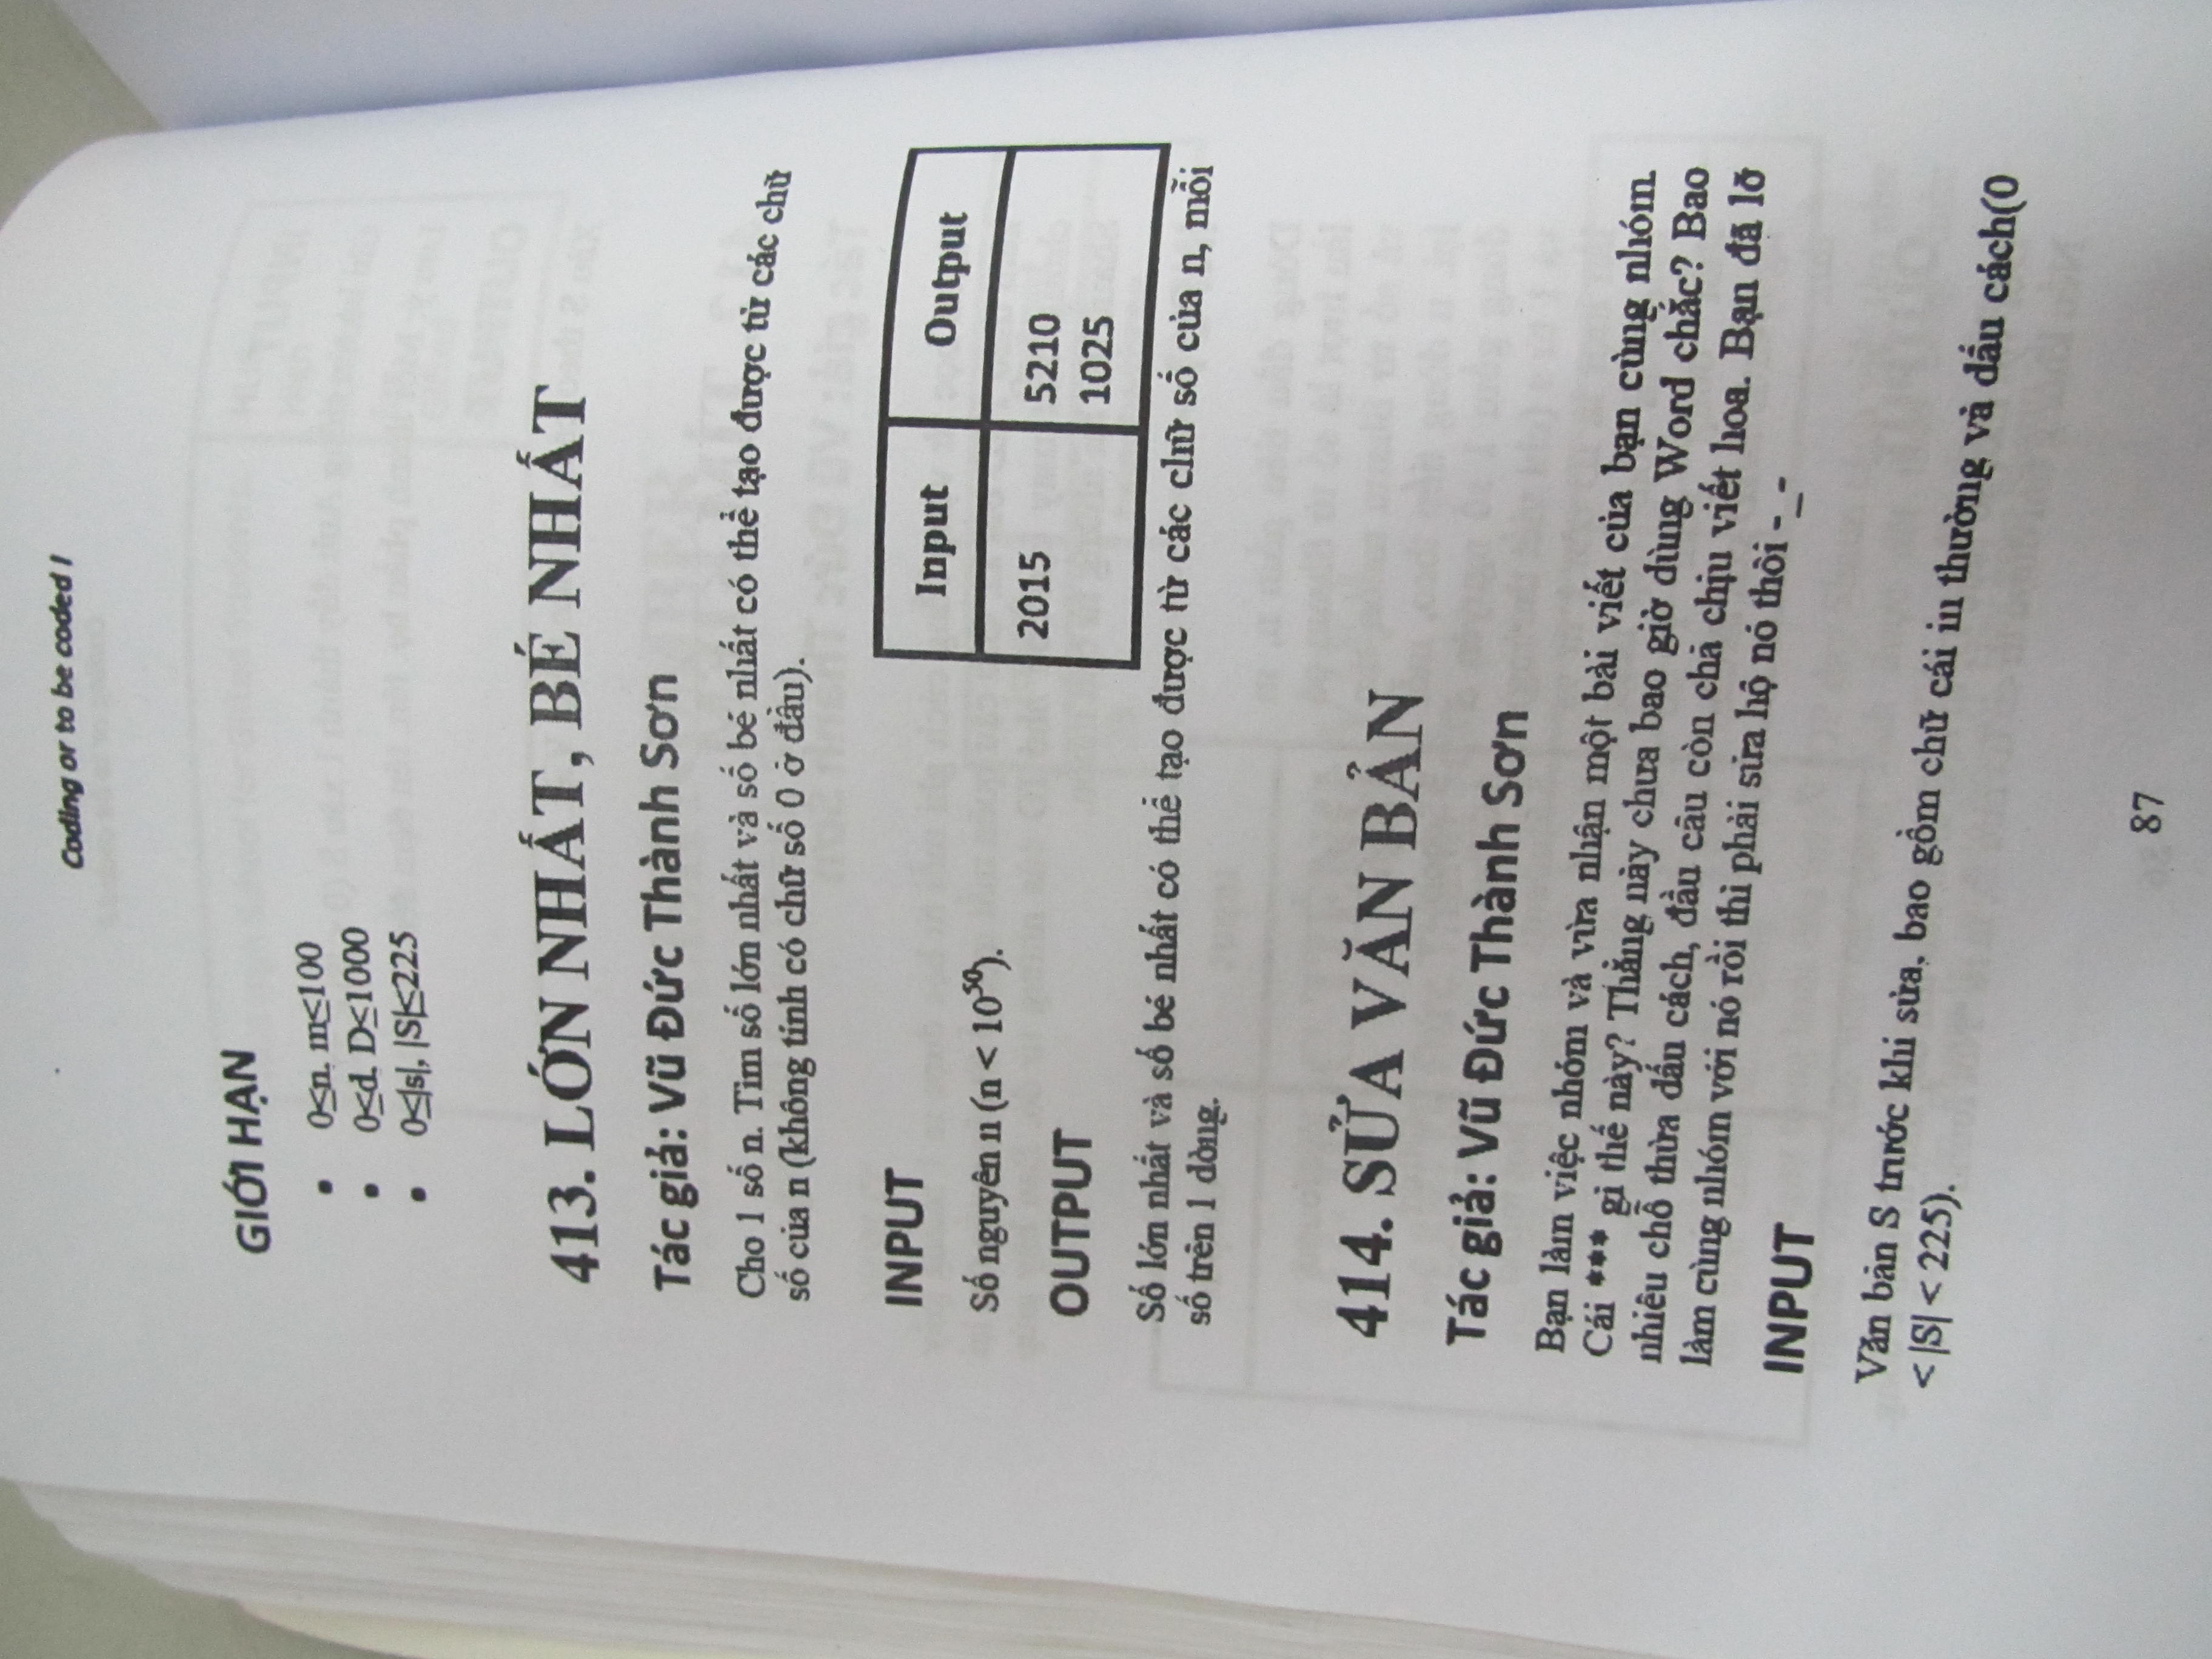 Coding or to be coded !
GIỚI HẠN
• 0≤n, m≤100
• 0≤d, D≤1000
• 0≤|s|, |S|≤225
413. LỚN NHẤT, BÉ NHẤT
Tác giả: Vũ Đức Thành Sơn
Cho 1 số n. Tìm số lớn nhất và số bé nhất có thể tạo được từ các chữ
số của n (không tính có chữ số 0 ở đầu).
INPUT
Số nguyên n (n < 10^50).
OUTPUT
Input Output
2015 5210
1025
Số lớn nhất và số bé nhất có thể tạo được từ các chữ số của n, mỗi
số trên 1 dòng.
414. SỬA VĂN BẢN
Tác giả: Vũ Đức Thành Sơn
Bạn làm việc nhóm và vừa nhận một bài viết của bạn cùng nhóm.
Cái *** gì thế này? Thằng này chưa bao giờ dùng Word chắc? Bao
nhiêu chỗ thừa dấu cách, đầu câu còn chả chịu viết hoa. Bạn đã lỡ
làm cùng nhóm với nó rồi thì phải sửa hộ nó thôi -_-
INPUT
Văn bản S trước khi sửa, bao gồm chữ cái in thường và dấu cách(0
< |S| < 225).
87